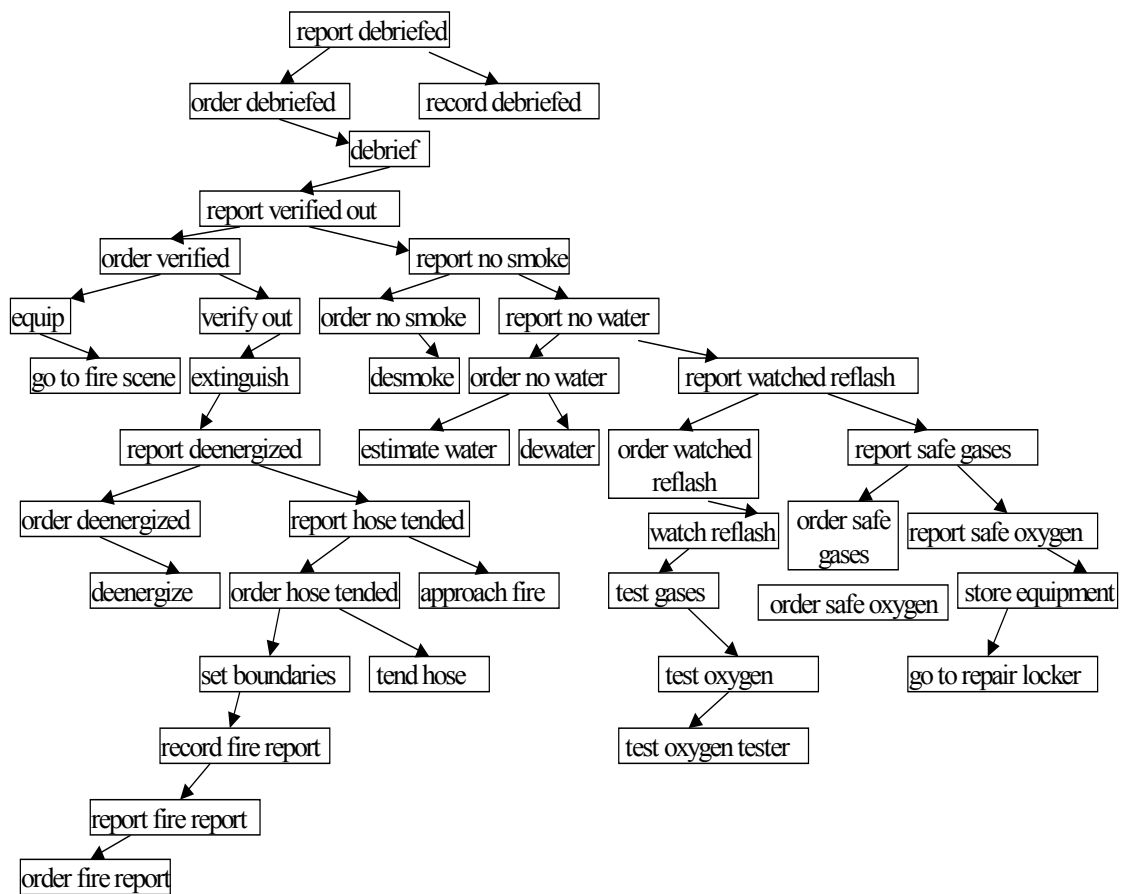 report debriefed
order debriefed
record debriefed
debrief
report verified out
order verified
report no smoke
equip
verify out
order no smoke
report no water
go to fire scene
extinguish
desmoke
order no water
report watched reflash
report deenergized
estimate water
dewater
order watched
reflash
report safe gases
order deenergized
report hose tended
watch reflash
order safe
gases
report safe oxygen
deenergize
order hose tended
approach fire
test gases
order safe oxygen
store equipment
set boundaries
tend hose
test oxygen
go to repair locker
record fire report
test oxygen tester
report fire report
order fire report